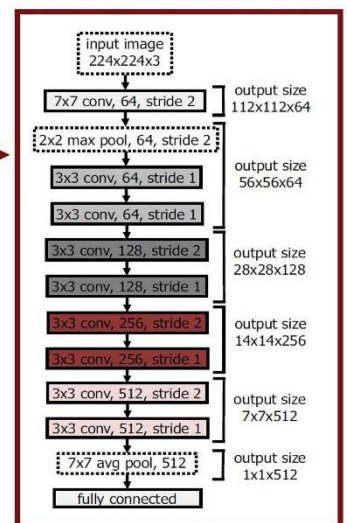 input image
224x224x3
7x7 conv, 64, stride 2
output size
112x112x64
2x2 max pool, 64, stride 2
3x3 conv, 64, stride 1
3x3 conv, 64, stride 1
output size
56x56x64
3x3 conv, 128, stride 2
3x3 conv, 128, stride 1
output size
28x28x128
3x3 conv, 256, stride 2
3x3 conv, 256, stride 1
output size
14x14x256
3x3 conv, 512, stride 2
3x3 conv, 512, stride 1
output size
7x7x512
7x7 avg pool, 512
output size
1x1x512
fully connected